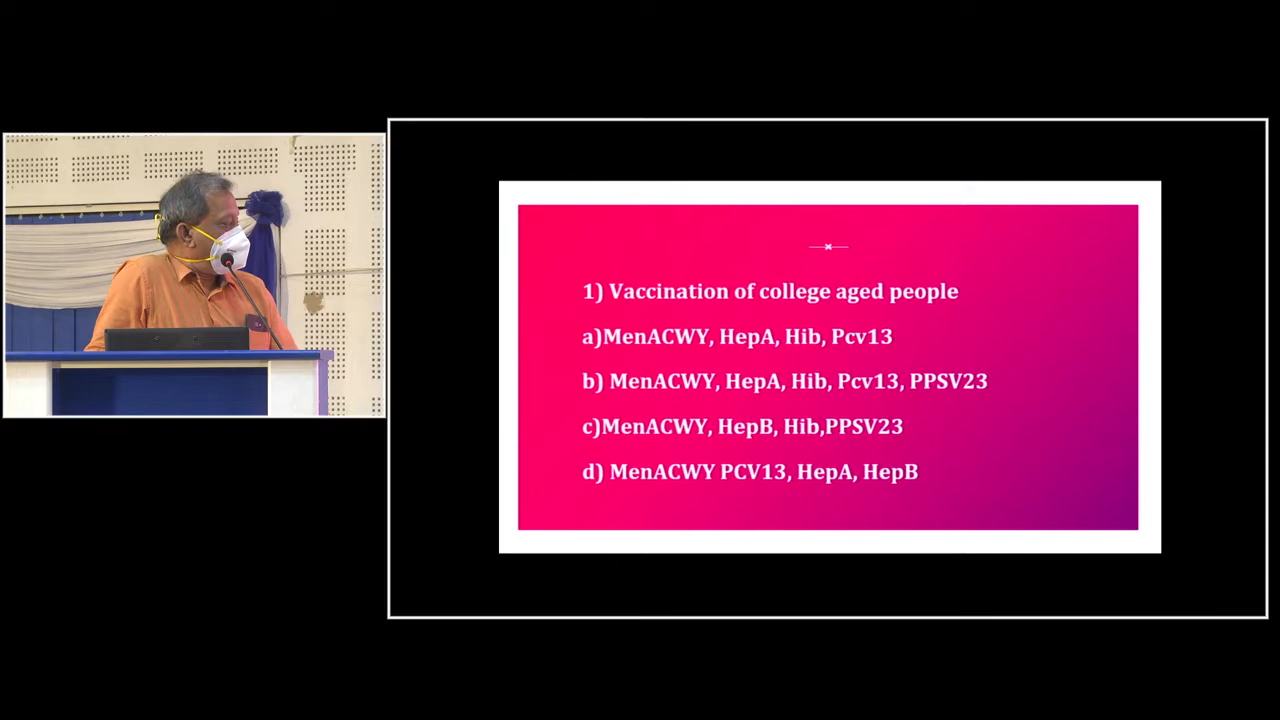 1) Vaccination of college aged people
a)MenACWY, HepA, Hib, Pcv13
b) MenACWY, HepA, Hib, Pcv13, PPSV23
c)MenACWY, HepB, Hib,PPSV23
d) MenACWY PCV13, HepA, HepB